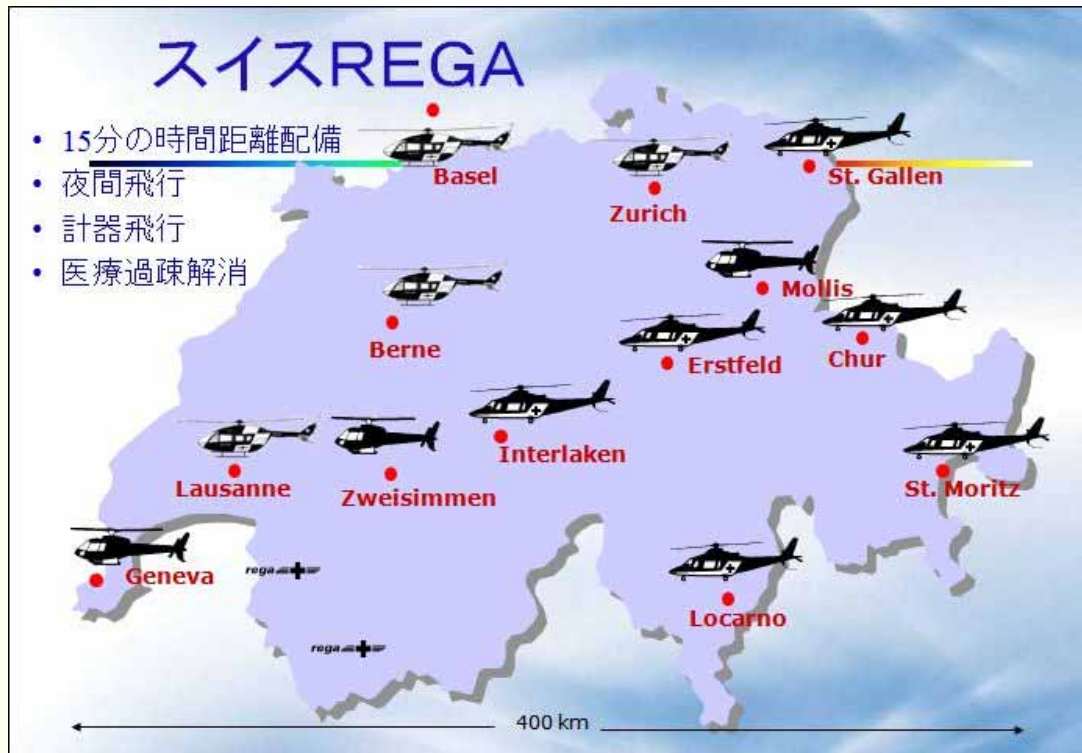 スイスREGA
• 15分の時間距離配備
• 夜間飛行
• 計器飛行
• 医療過疎解消
Basel
Zurich
St. Gallen
Mollis
Berne
Erstfeld
Chur
Interlaken
Lausanne
Zweisimmen
St. Moritz
Geneva
rega
Locarno
rega
400 km